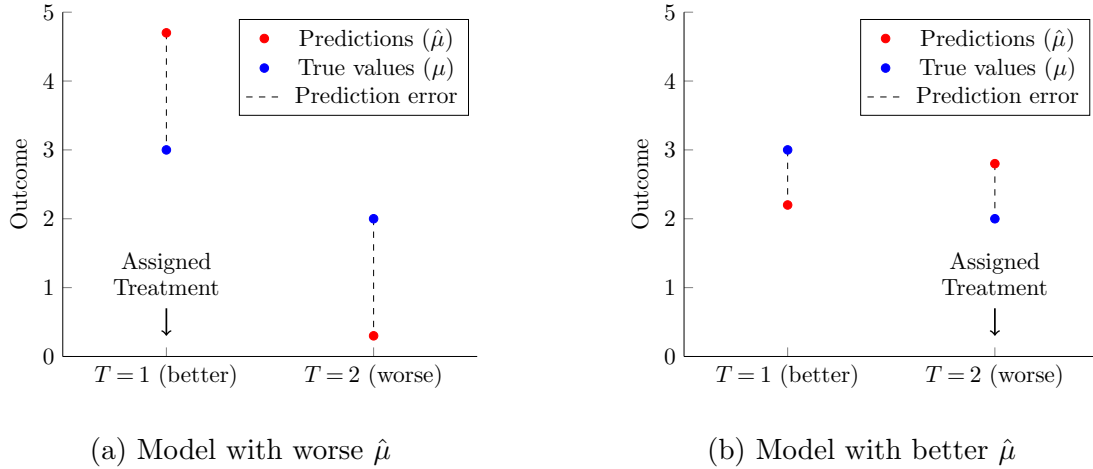 5
4
3
2
1
0
Outcome
Predictions (μ̂)
True values (μ)
Prediction error
Assigned
Treatment
T = 1 (better)
T = 2 (worse)
(a) Model with worse μ̂
5
4
3
2
1
0
Outcome
Predictions (μ̂)
True values (μ)
Prediction error
Assigned
Treatment
T = 1 (better)
T = 2 (worse)
(b) Model with better μ̂